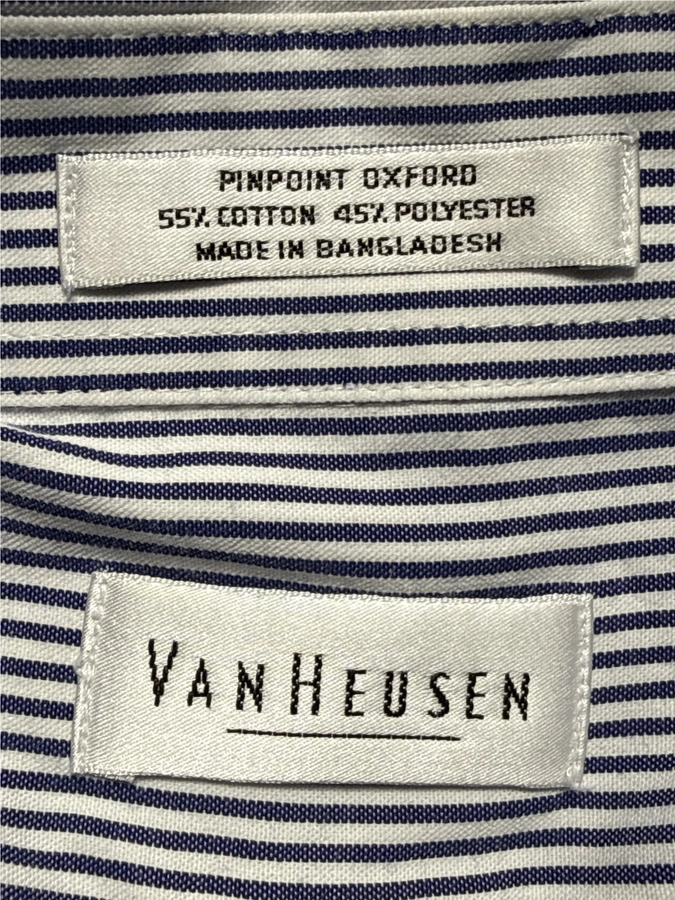 PINPOINT OXFORD
55% COTTON 45% POLYESTER
MADE IN BANGLADESH
VAN HEUSEN